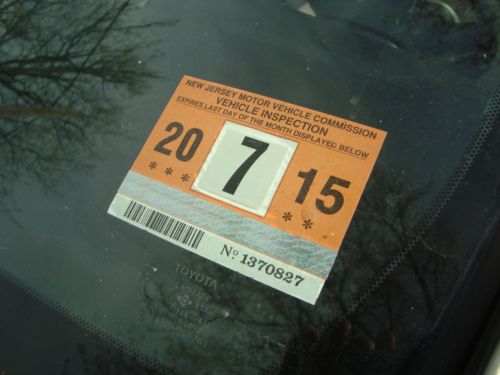 NEW JERSEY MOTOR VEHICLE COMMISSION
VEHICLE INSPECTION
EXPIRES LAST DAY OF THE MONTH DISPLAYED BELOW
20 7 15
*** ***
Nº 1370827
TOYOTA